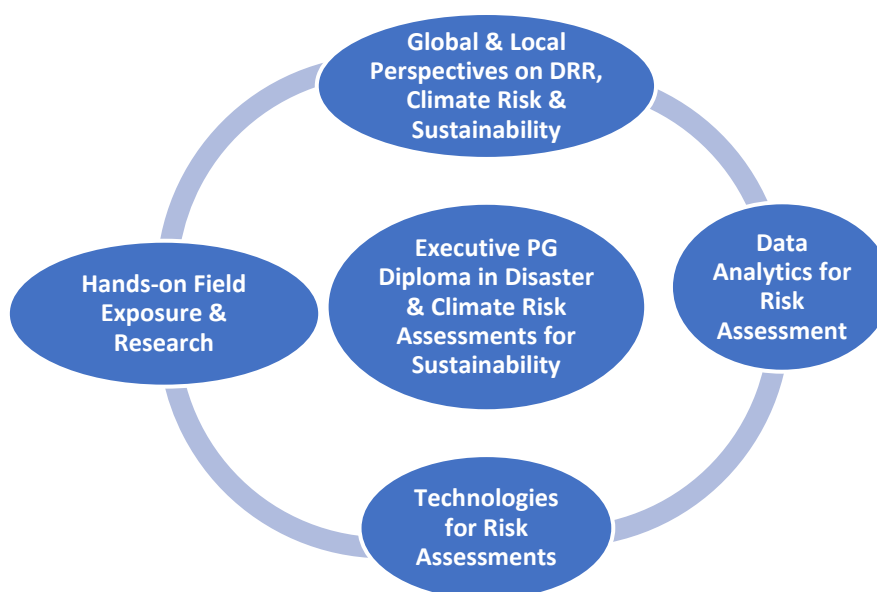 Global & Local
Perspectives on DRR,
Climate Risk &
Sustainability
Hands-on Field
Exposure &
Research
Executive PG
Diploma in Disaster
& Climate Risk
Assessments for
Sustainability
Data
Analytics for
Risk
Assessment
Technologies
for Risk
Assessments